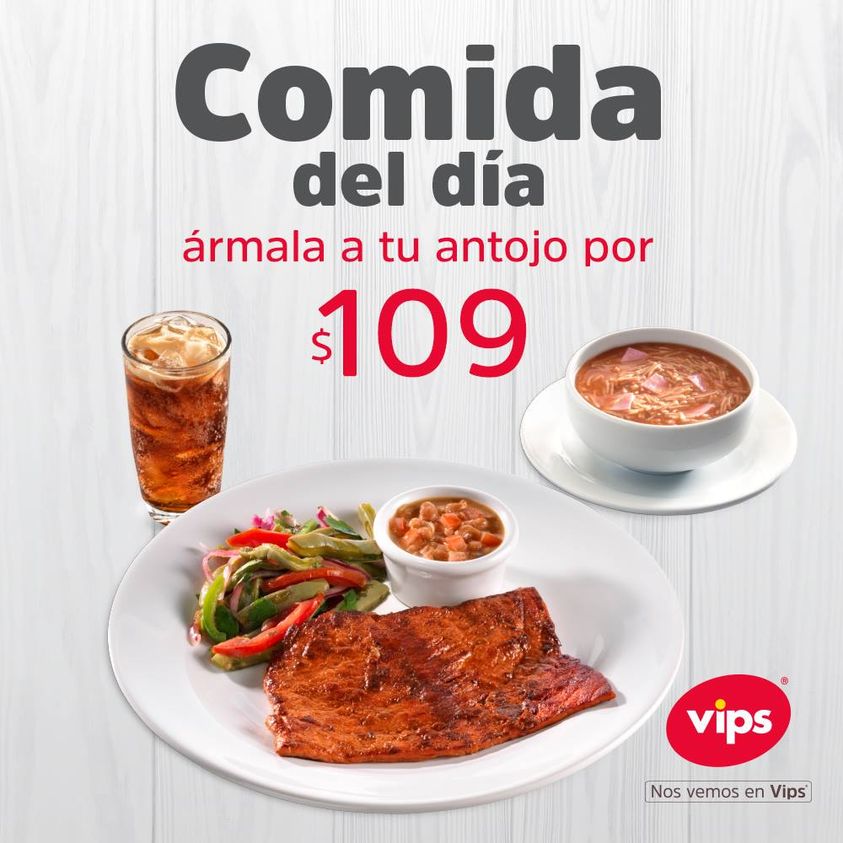 Comida
del día
ármala a tu antojo por
$109
vips®
Nos vemos en Vips®